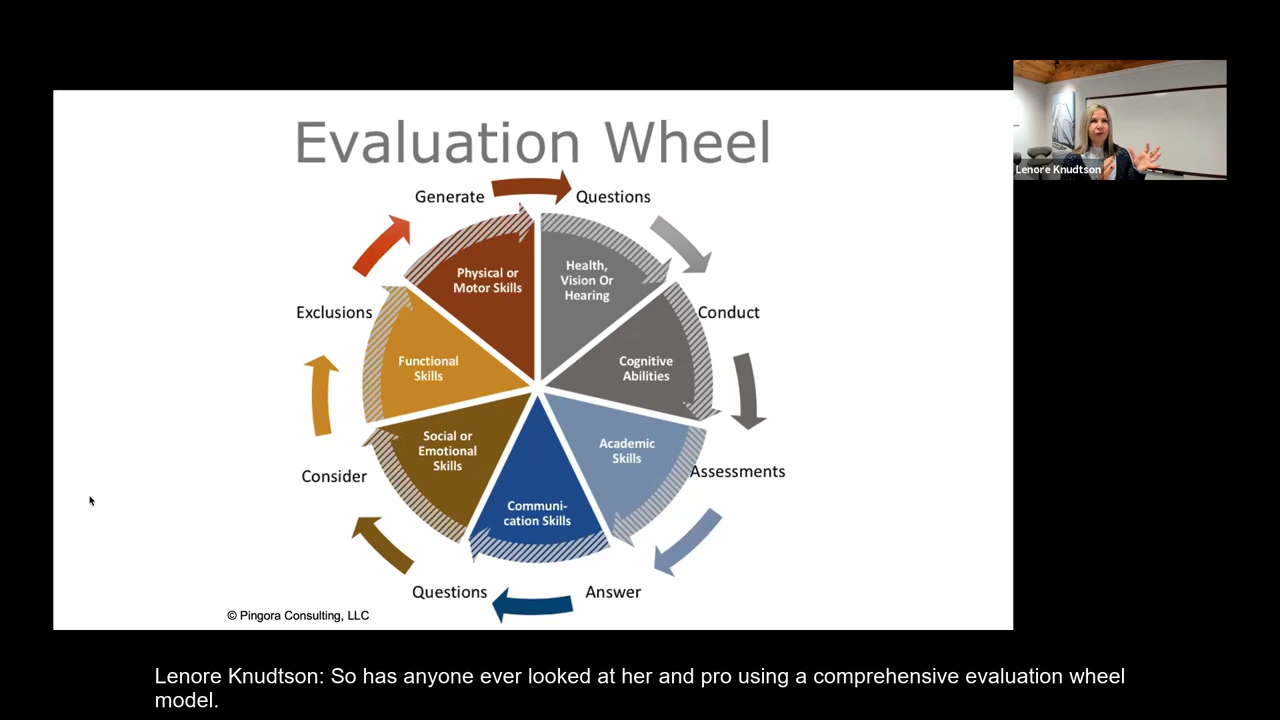 Evaluation Wheel
Generate
Questions
Physical or
Motor Skills
Health,
Vision Or
Hearing
Exclusions
Conduct
Functional
Skills
Cognitive
Abilities
Social or
Emotional
Skills
Academic
Skills
Consider
Assessments
Communi-
cation Skills
Questions
Answer
© Pingora Consulting, LLC
Lenore Knudtson
Lenore Knudtson: So has anyone ever looked at her and pro using a comprehensive evaluation wheel
model.